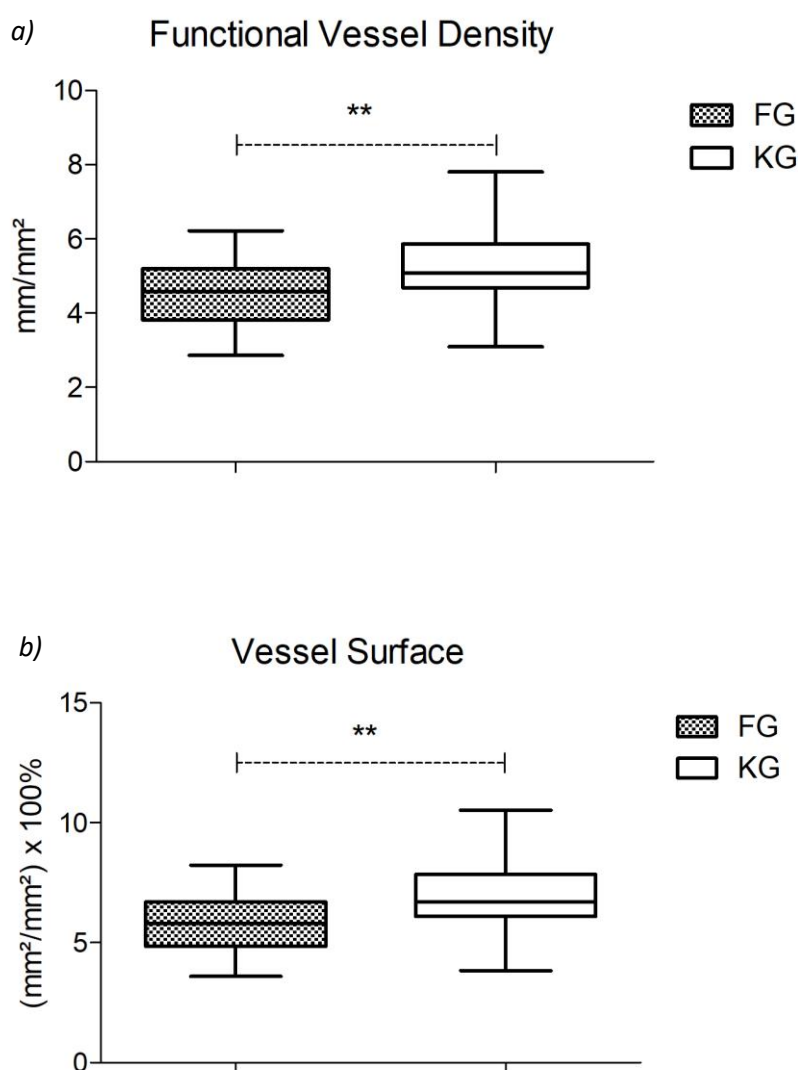 a) Functional Vessel Density
10
8
6
4
2
0
mm/mm²
**
FG
KG
b) Vessel Surface
15
10
5
0
(mm²/mm²) x 100%
**
FG
KG